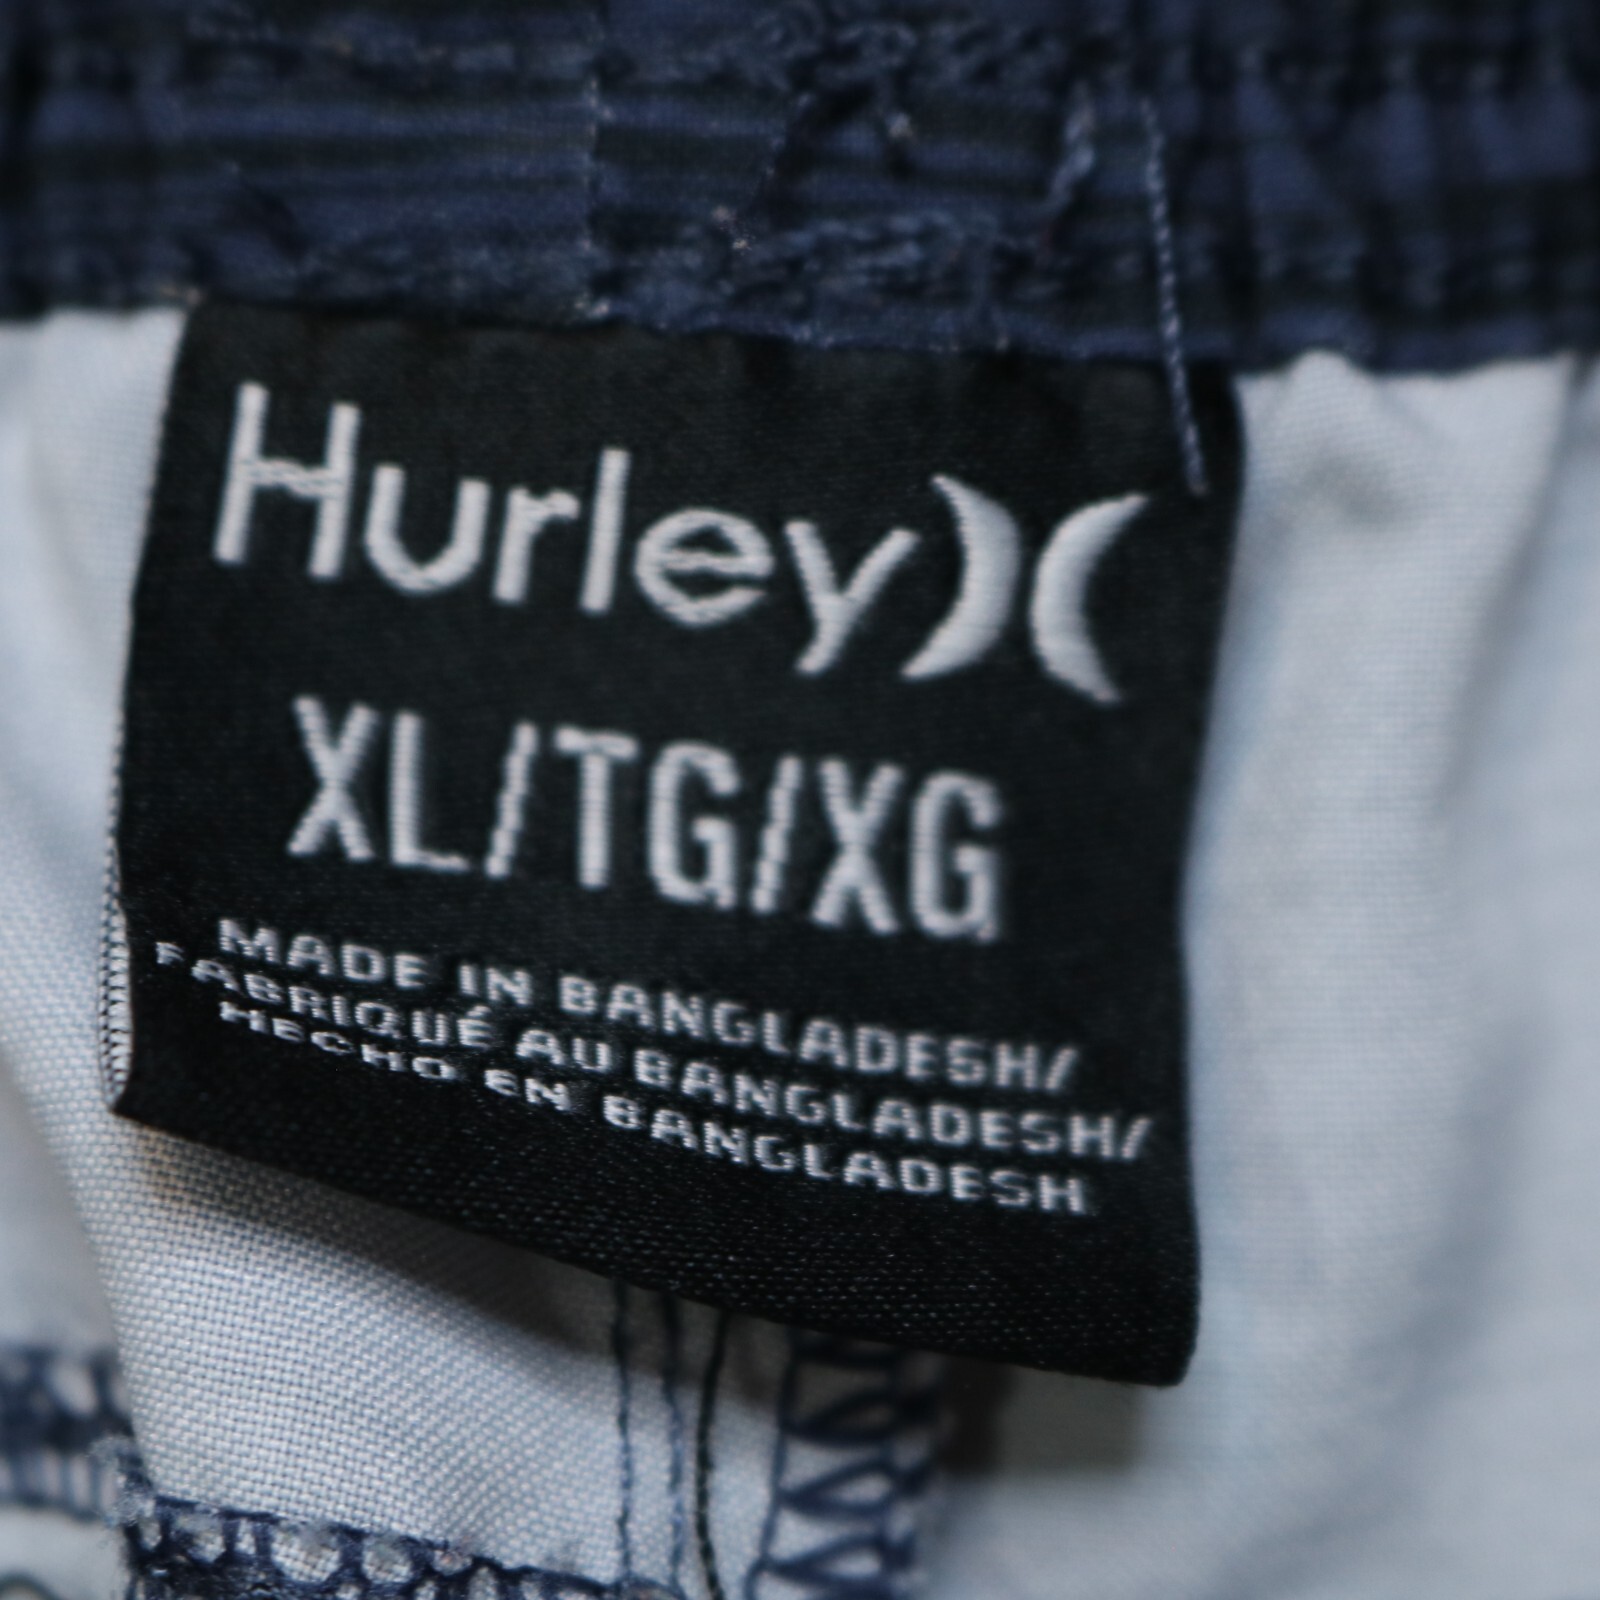 Hurley
XL/TG/XG
MADE IN BANGLADESH/
FABRIQUÉ AU BANGLADESH/
HECHO EN BANGLADESH